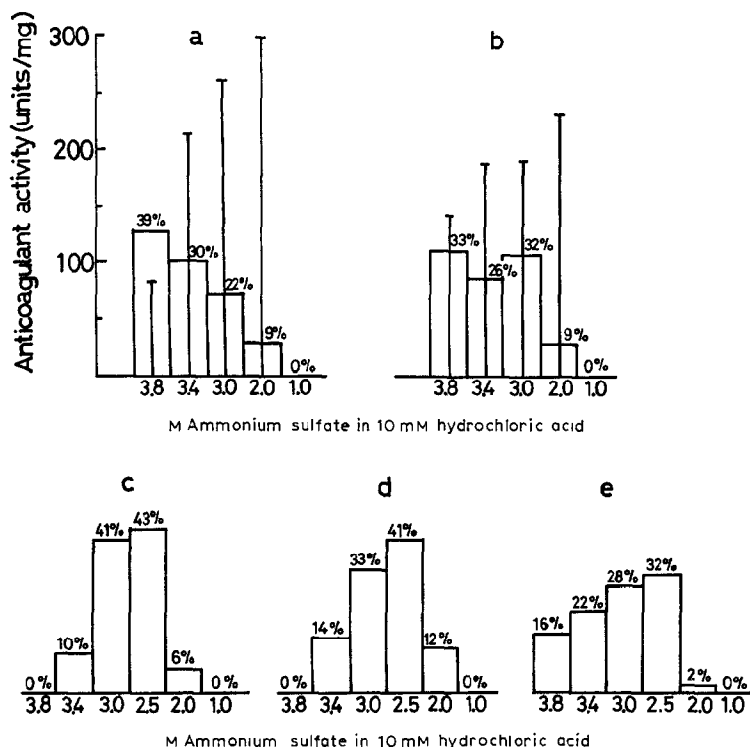 Anticoagulant activity (units/mg)
300
200
100
a
39%
30%
22%
9%
0%
3.8 3.4 3.0 2.0 1.0
b
33%
26%
32%
9%
0%
3.8 3.4 3.0 2.0 1.0
M Ammonium sulfate in 10 mM hydrochloric acid
c
0% 10% 41% 43% 6% 0%
3.8 3.4 3.0 2.5 2.0 1.0
d
0% 14% 33% 41% 12% 0%
3.8 3.4 3.0 2.5 2.0 1.0
e
16% 22% 28% 32% 2% 0%
3.8 3.4 3.0 2.5 2.0 1.0
M Ammonium sulfate in 10 mM hydrochloric acid